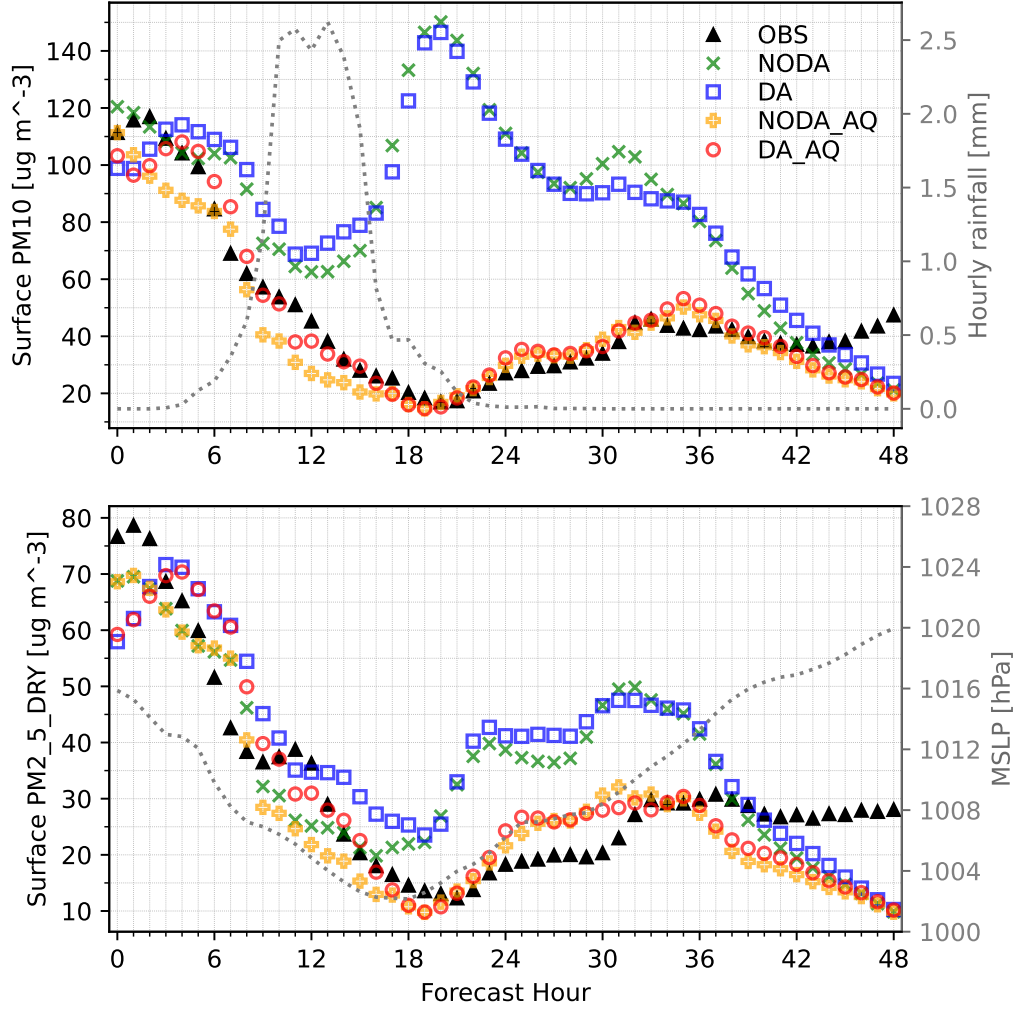 Surface PM10 [ug m^-3]
140
120
100
80
60
40
20
OBS
NODA
DA
NODA_AQ
DA_AQ
2.5
2.0
1.5
1.0
0.5
0.0
Hourly rainfall [mm]
0 6 12 18 24 30 36 42 48
Surface PM2_5_DRY [ug m^-3]
80
70
60
50
40
30
20
10
1028
1024
1020
1016
1012
1008
1004
1000
MSLP [hPa]
0 6 12 18 24 30 36 42 48
Forecast Hour